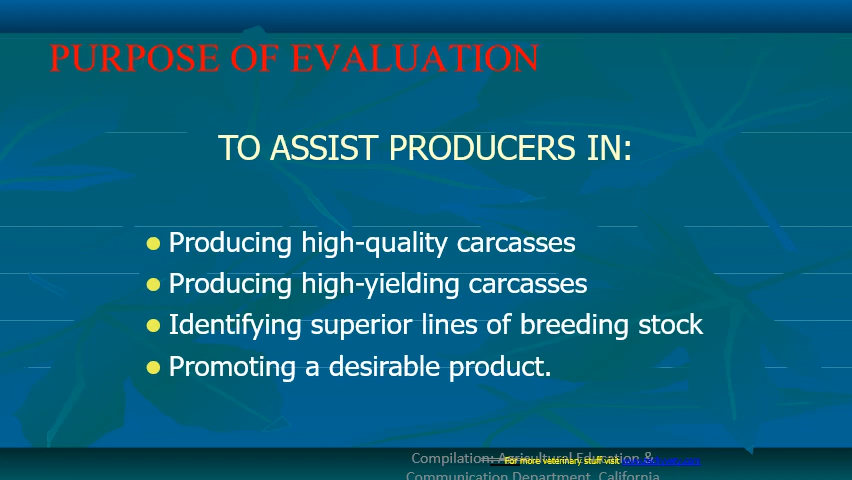 PURPOSE OF EVALUATION
TO ASSIST PRODUCERS IN:
Producing high-quality carcasses
Producing high-yielding carcasses
Identifying superior lines of breeding stock
Promoting a desirable product.
Compilation: Agricultural Education &
For more veterinary stuff visit
Communication Department, California